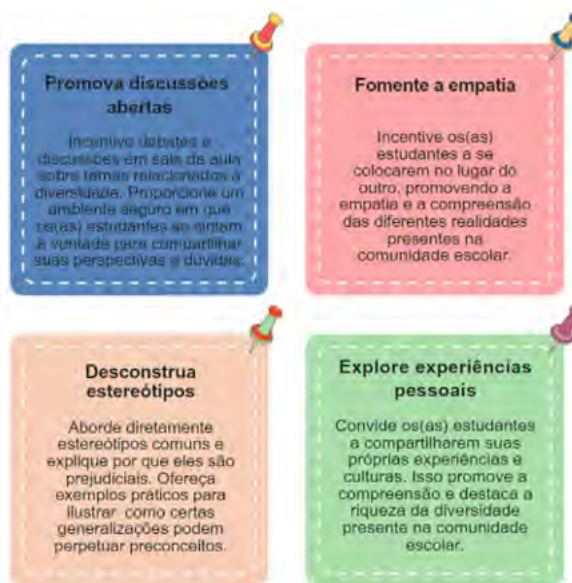 Promova discussões
abertas
Incentive debates e
discussões em sala da aula
sobre temas relacionados à
diversidade. Proporcione um
ambiente seguro em que
os(as) estudantes se sintam
à vontade para compartilhar
suas perspectivas e dúvidas.
Fomente a empatia
Incentive os(as)
estudantes a se
colocarem no lugar do
outro, promovendo a
empatia e a compreensão
das diferentes realidades
presentes na
comunidade escolar.
Desconstrua
estereótipos
Aborde diretamente
estereótipos comuns e
explique por que eles são
prejudiciais. Ofereça
exemplos práticos para
ilustrar como certas
generalizações podem
perpetuar preconceitos.
Explore experiências
pessoais
Convide os(as) estudantes
a compartilharem suas
próprias experiências e
culturas. Isso promove a
compreensão e destaca a
riqueza da diversidade
presente na comunidade
escolar.